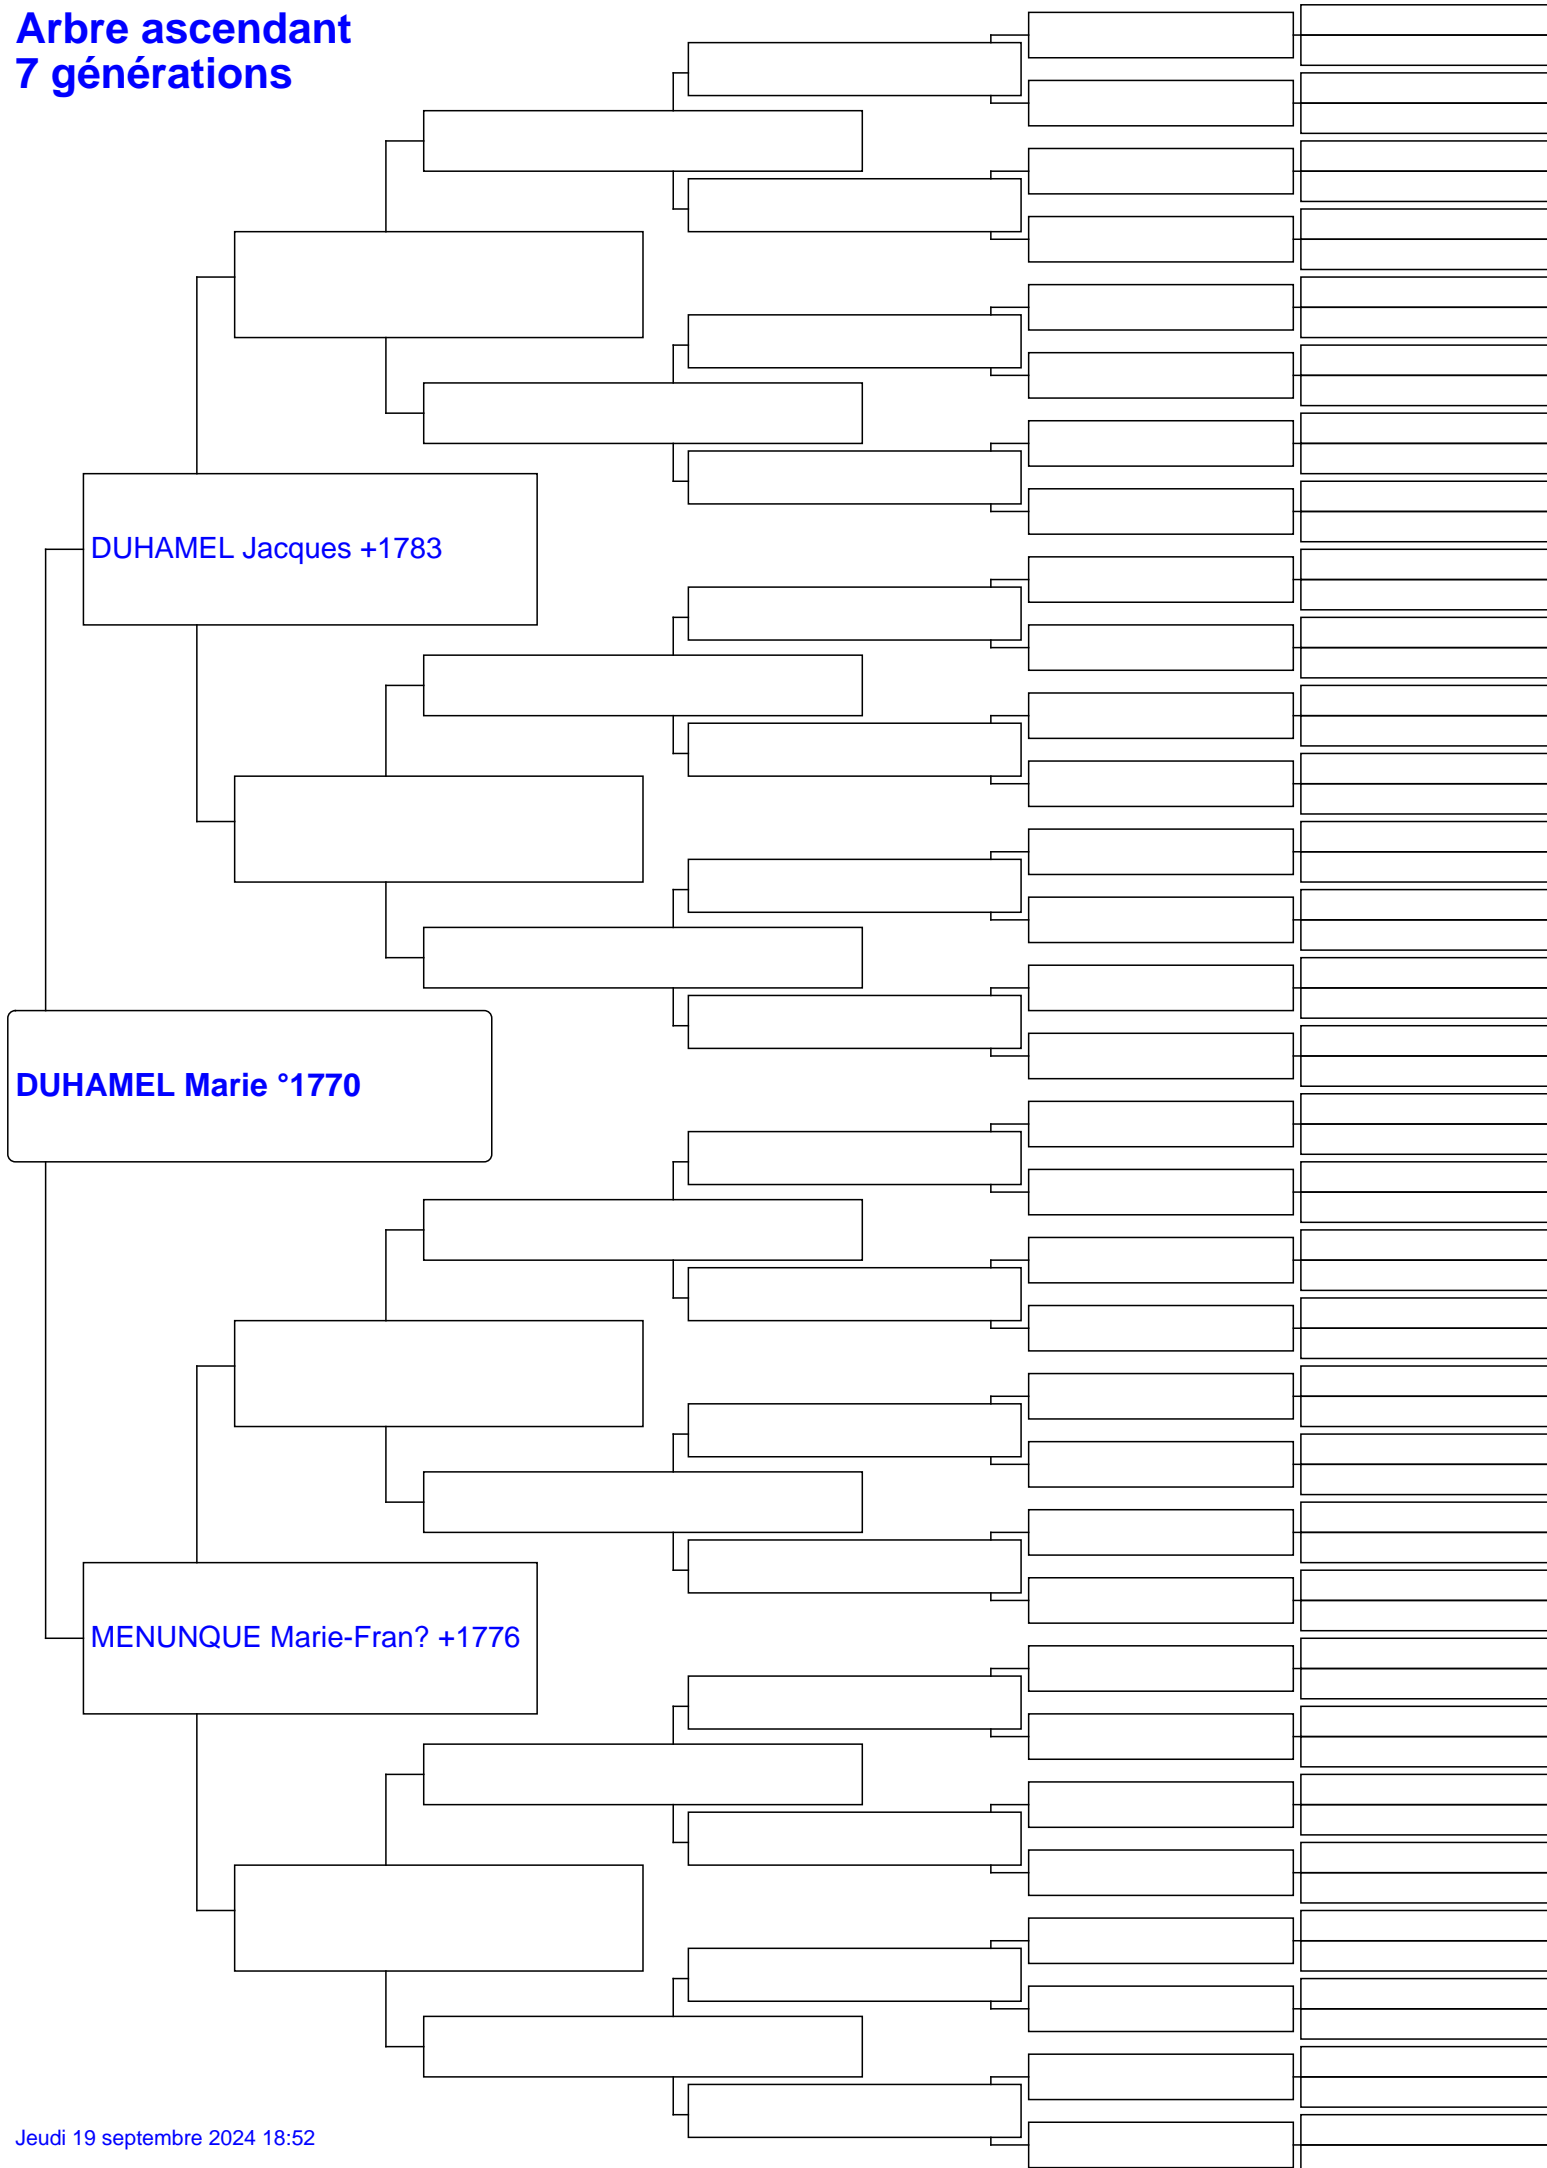 Arbre ascendant
7 générations
DUHAMEL Jacques +1783
DUHAMEL Marie °1770
MENUNQUE Marie-Fran? +1776
Jeudi 19 septembre 2024 18:52